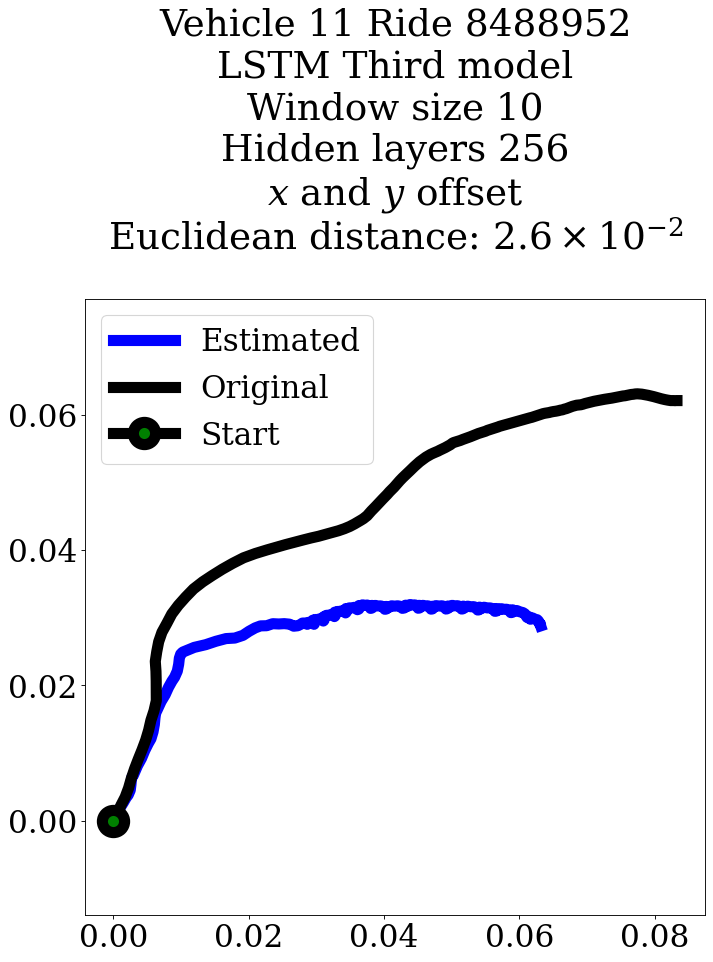 Vehicle 11 Ride 8488952
LSTM Third model
Window size 10
Hidden layers 256
x and y offset
Euclidean distance: 2.6 × 10⁻²
Estimated
Original
Start
0.06
0.04
0.02
0.00
0.00 0.02 0.04 0.06 0.08